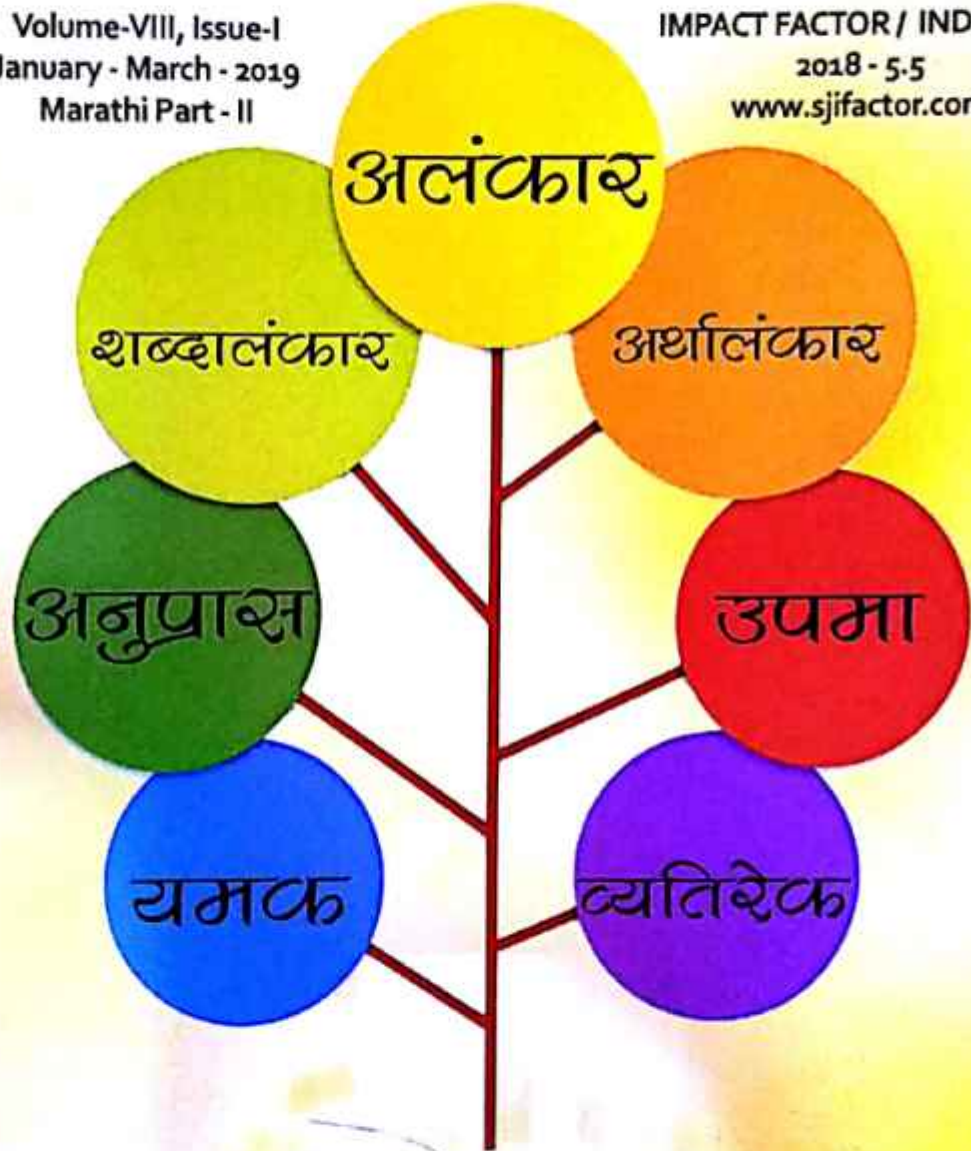 Volume-VIII, Issue-I
January - March - 2019
Marathi Part - II
IMPACT FACTOR / IND
2018 - 5.5
www.sjifactor.com
अलंकार
शब्दालंकार
अर्थालंकार
अनुप्रास
उपमा
यमक
व्यतिरेक